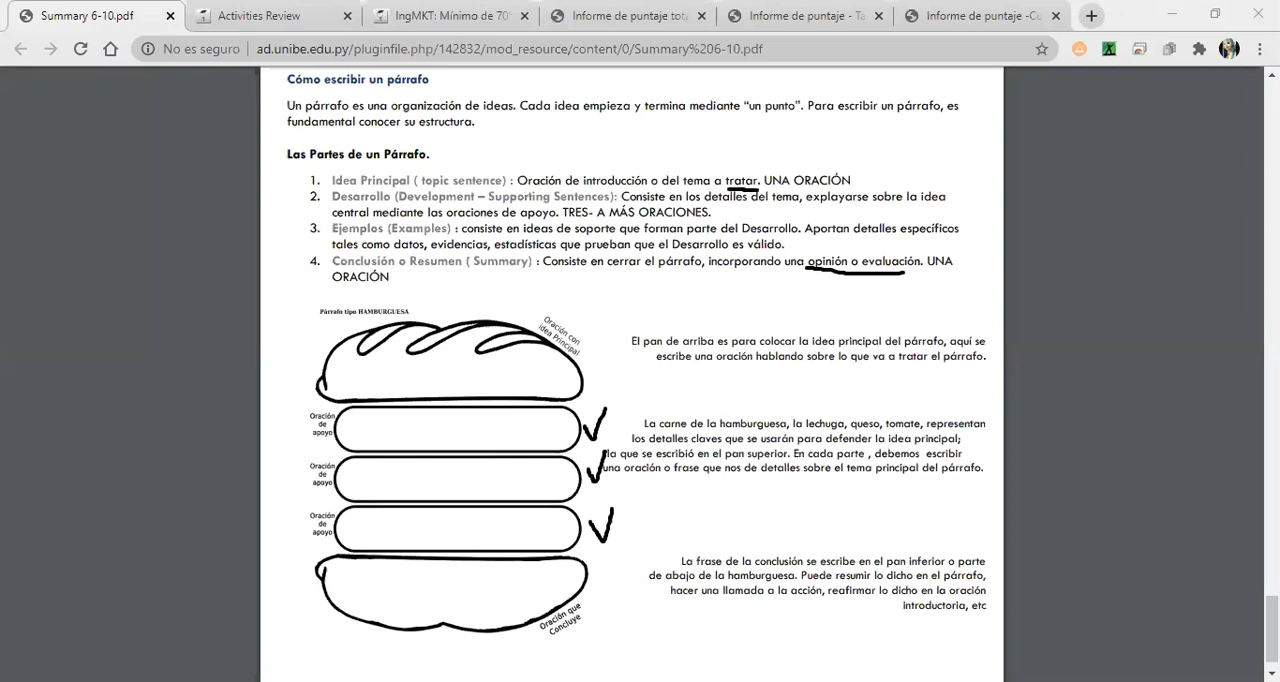 Summary 6-10.pdf
Activities Review
IngMKT: Mínimo de 70
Informe de puntaje tota
Informe de puntaje - Ta
Informe de puntaje -Cu
No es seguro
ad.unibe.edu.py/pluginfile.php/142832/mod_resource/content/0/Summary%206-10.pdf
Cómo escribir un párrafo
Un párrafo es una organización de ideas. Cada idea empieza y termina mediante “un punto”. Para escribir un párrafo, es
fundamental conocer su estructura.
Las Partes de un Párrafo.
1. Idea Principal ( topic sentence) : Oración de introducción o del tema a tratar. UNA ORACIÓN
2. Desarrollo (Development – Supporting Sentences): Consiste en los detalles del tema, explayarse sobre la idea
central mediante las oraciones de apoyo. TRES- A MÁS ORACIONES.
3. Ejemplos (Examples) : consiste en ideas de soporte que forman parte del Desarrollo. Aportan detalles específicos
tales como datos, evidencias, estadísticas que prueban que el Desarrollo es válido.
4. Conclusión o Resumen ( Summary) : Consiste en cerrar el párrafo, incorporando una opinión o evaluación. UNA
ORACIÓN
Párrafo tipo HAMBURGUESA
Oración con
idea Principal
El pan de arriba es para colocar la idea principal del párrafo, aquí se
escribe una oración hablando sobre lo que va a tratar el párrafo.
Oración
de
apoyo
La carne de la hamburguesa, la lechuga, queso, tomate, representan
los detalles claves que se usarán para defender la idea principal;
la que se escribió en el pan superior. En cada parte , debemos escribir
una oración o frase que nos de detalles sobre el tema principal del párrafo.
Oración
de
apoyo
Oración
de
apoyo
La frase de la conclusión se escribe en el pan inferior o parte
de abajo de la hamburguesa. Puede resumir lo dicho en el párrafo,
hacer una llamada a la acción, reafirmar lo dicho en la oración
introductoria, etc
Oración que
Concluye